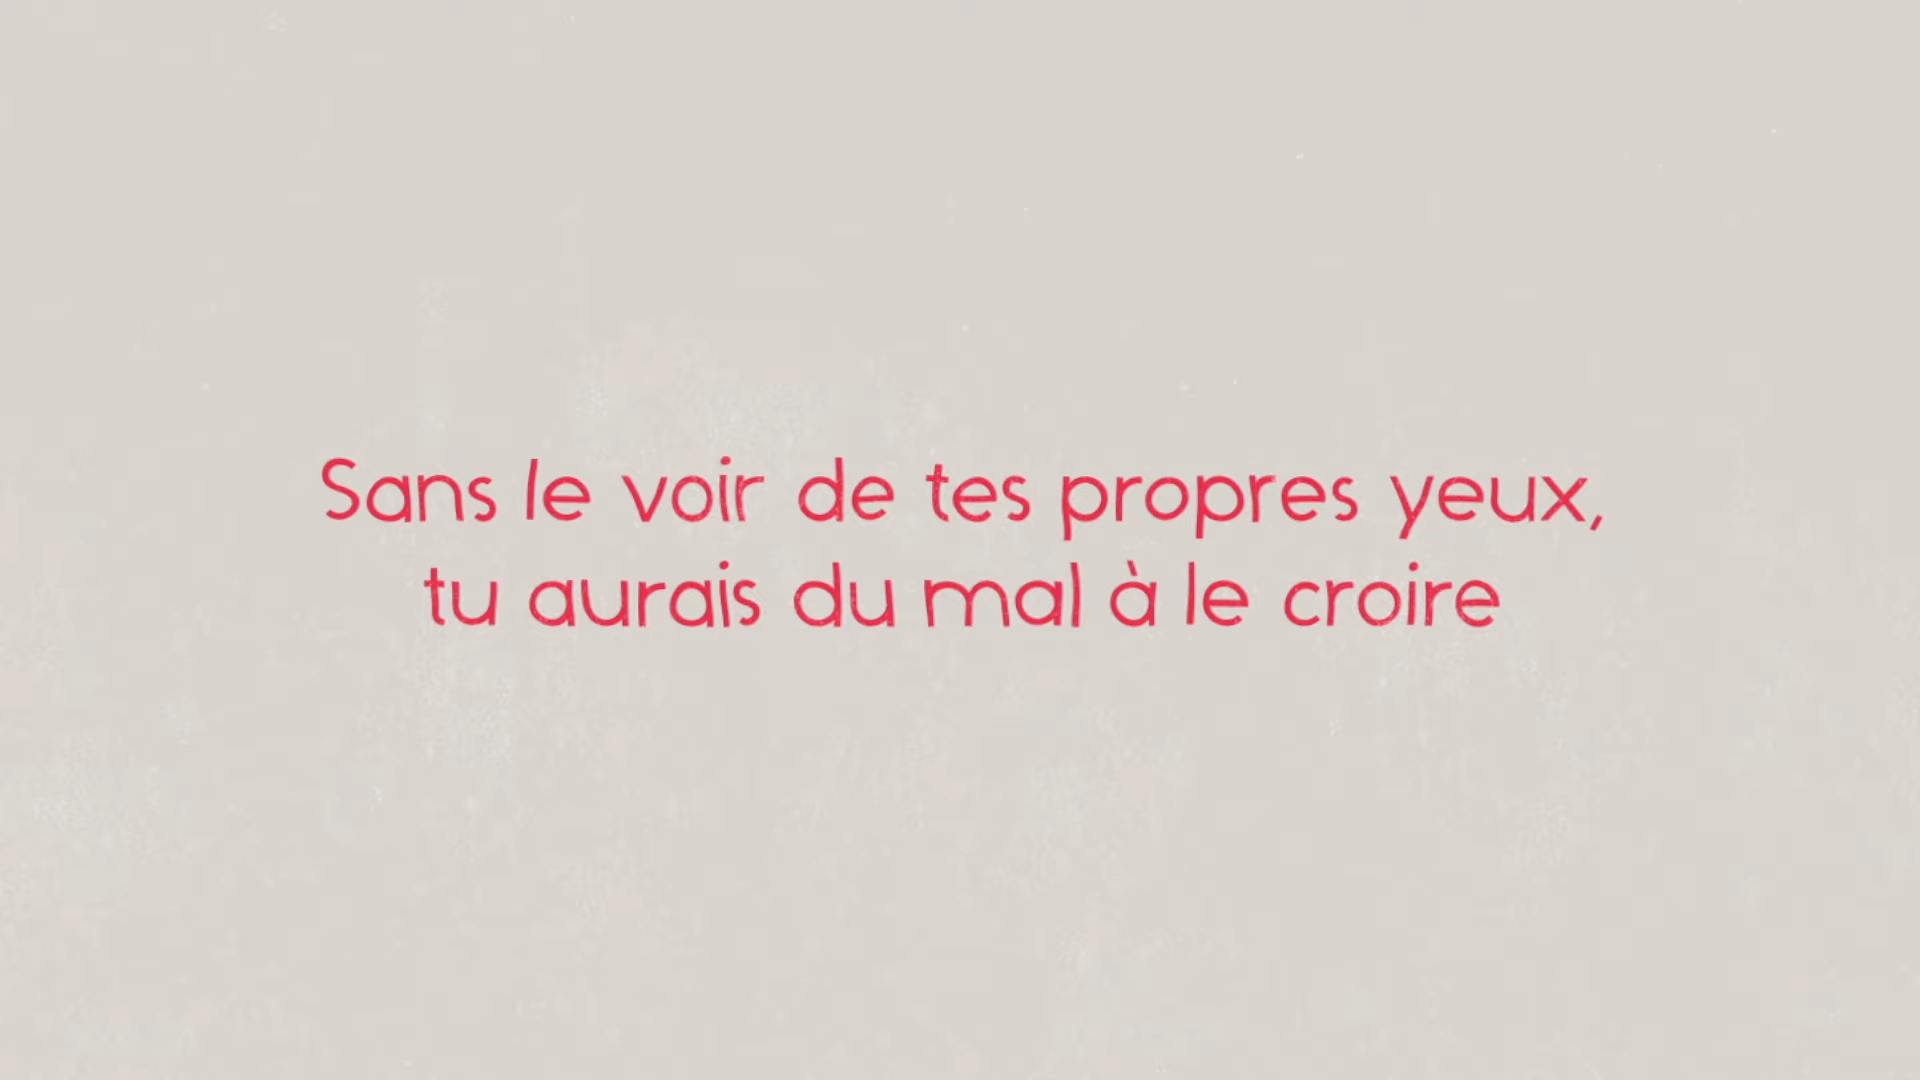 Sans le voir de tes propres yeux,
tu aurais du mal à le croire